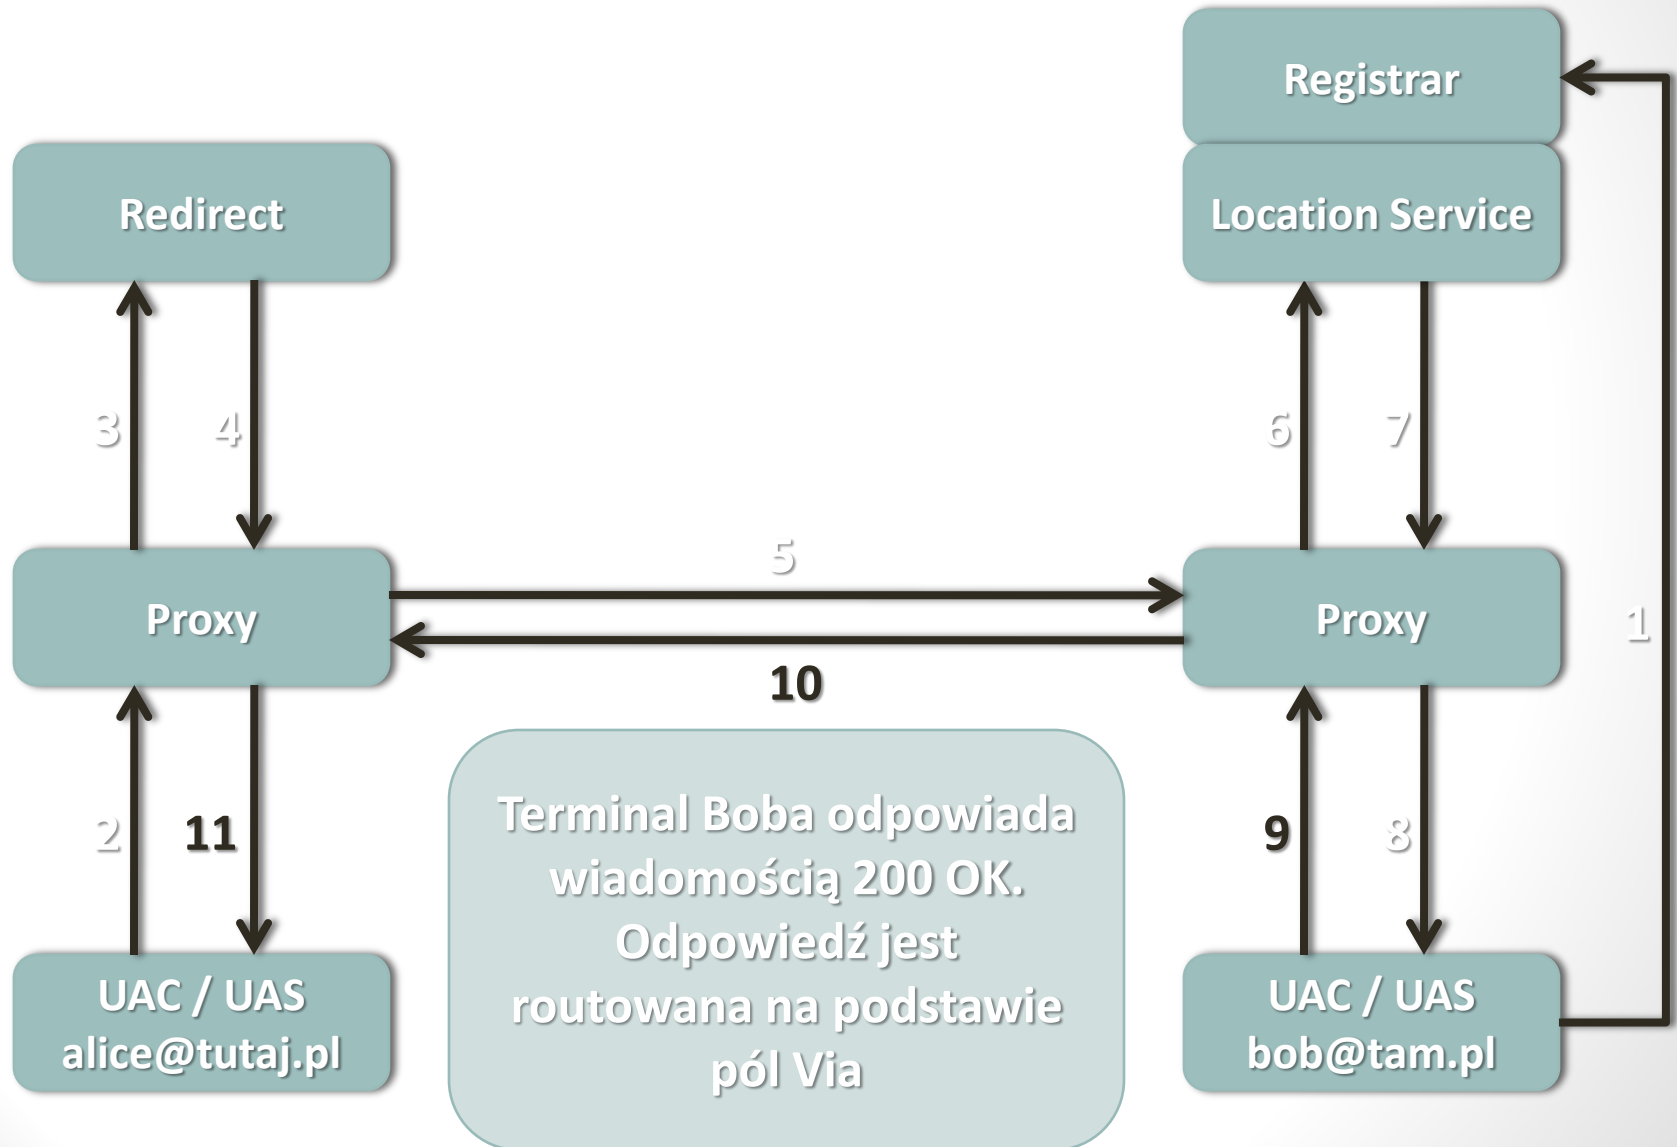 Registrar
Redirect
Location Service
3
4
6
7
5
Proxy
Proxy
1
10
2
11
9
8
Terminal Boba odpowiada
wiadomością 200 OK.
Odpowiedź jest
routowana na podstawie
pól Via
UAC / UAS
alice@tutaj.pl
UAC / UAS
bob@tam.pl